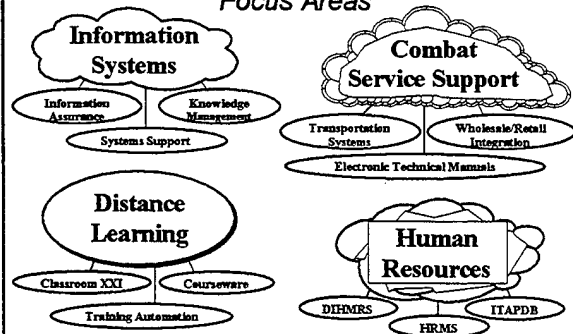 Focus Areas
Information
Systems
Information
Assurance
Knowledge
Management
Systems Support
Combat
Service Support
Transportation
Systems
Wholesale/Retail
Integration
Electronic Technical Manuals
Distance
Learning
Classroom XXI
Courseware
Training Automation
Human
Resources
DIHMRS
ITAPDB
HRMS